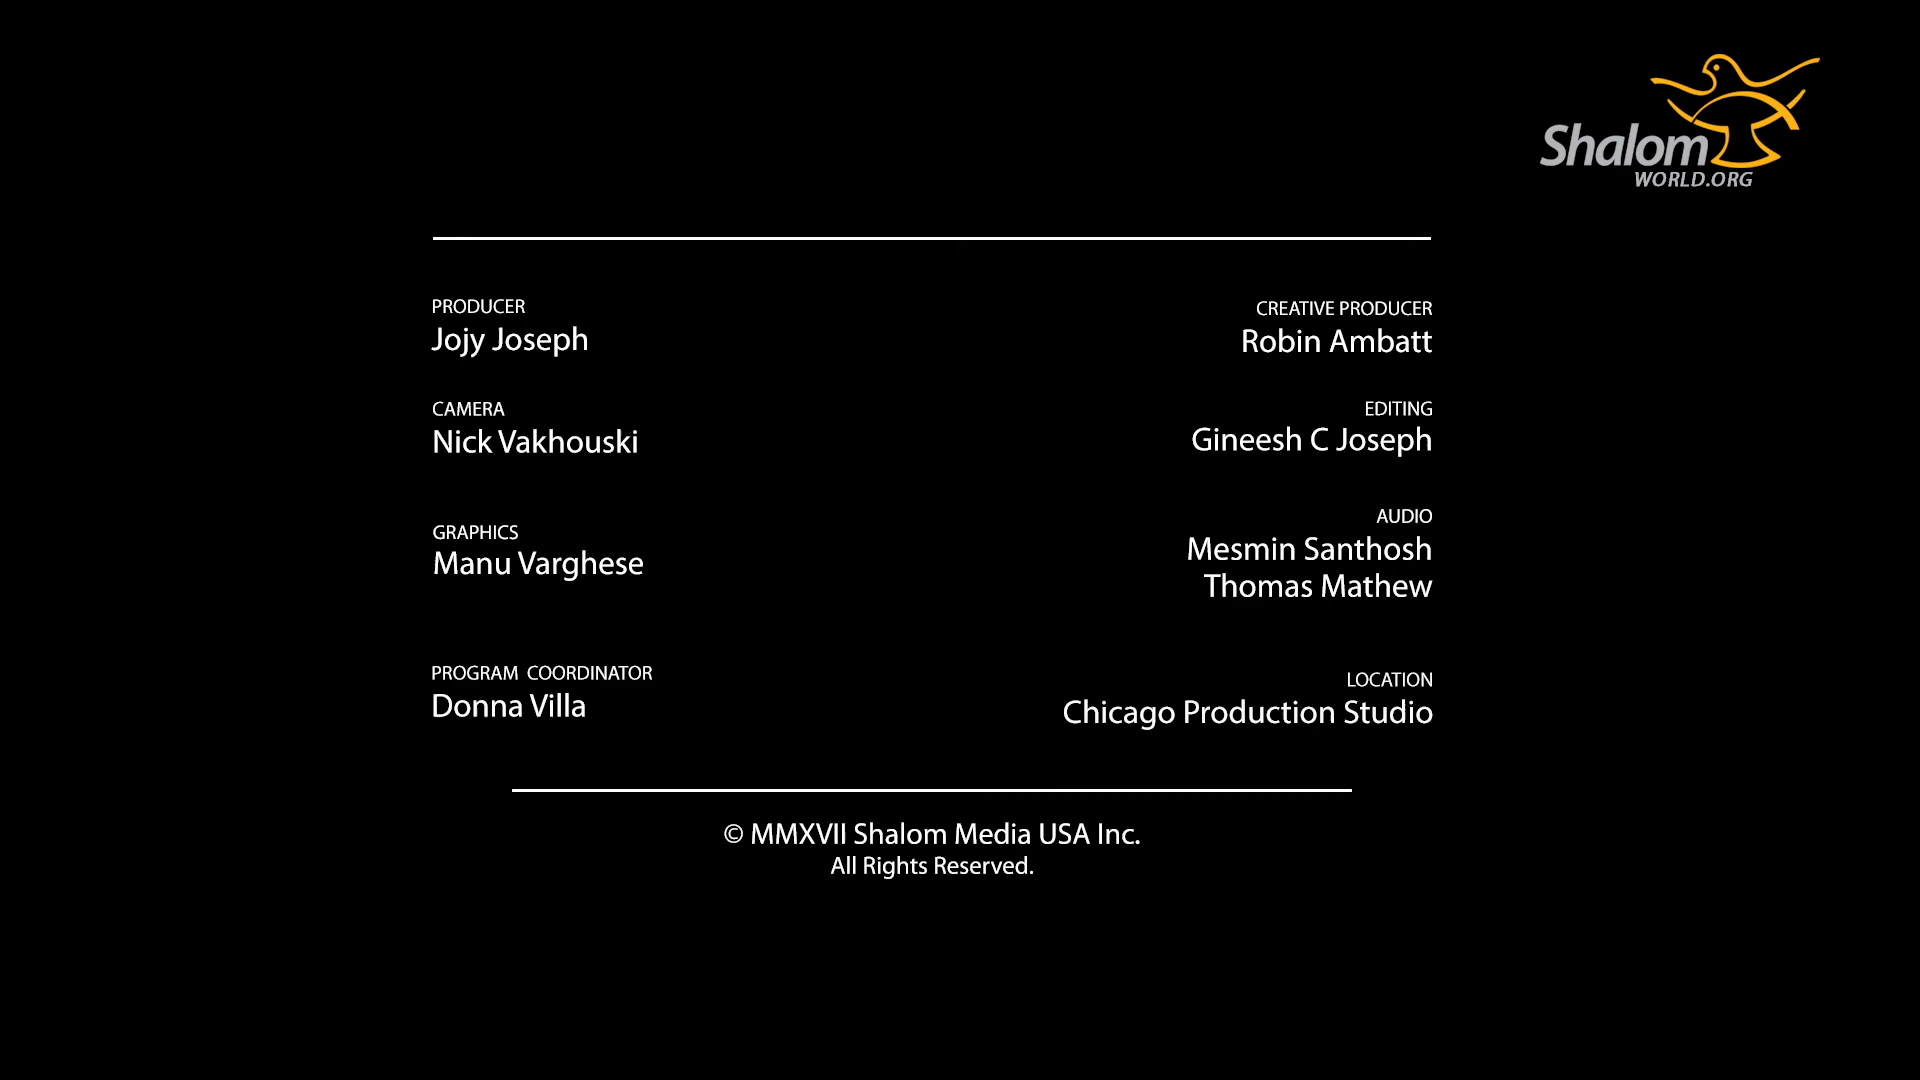 Shalom
WORLD.ORG
PRODUCER
Jojy Joseph
CREATIVE PRODUCER
Robin Ambatt
CAMERA
Nick Vakhouski
EDITING
Gineesh C Joseph
GRAPHICS
Manu Varghese
AUDIO
Mesmin Santhosh
Thomas Mathew
PROGRAM COORDINATOR
Donna Villa
LOCATION
Chicago Production Studio
© MMXVII Shalom Media USA Inc.
All Rights Reserved.